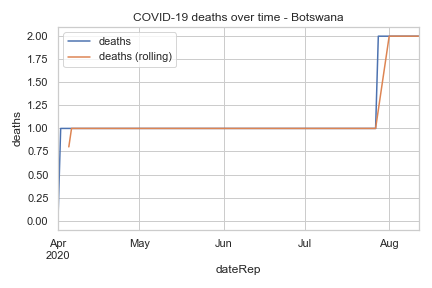 COVID-19 deaths over time - Botswana
deaths
deaths (rolling)
deaths
2.00
1.75
1.50
1.25
1.00
0.75
0.50
0.25
0.00
Apr May Jun Jul Aug
2020
dateRep